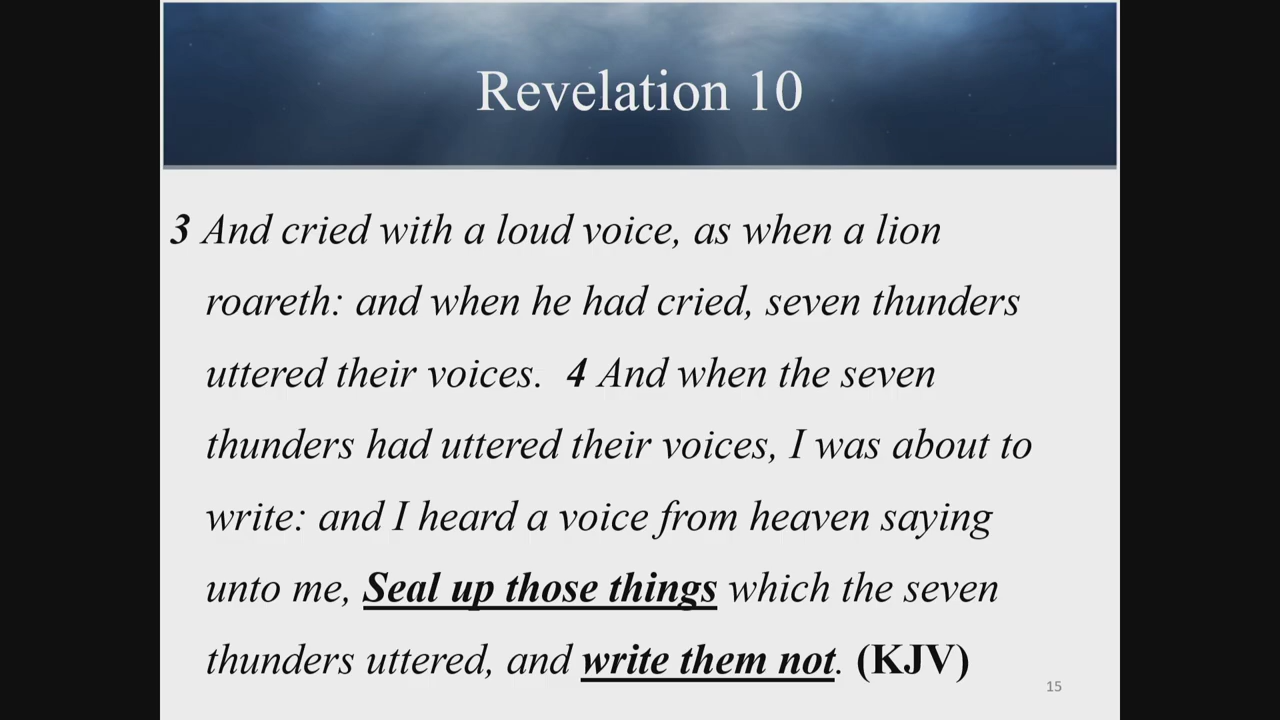 Revelation 10
3 And cried with a loud voice, as when a lion
roareth: and when he had cried, seven thunders
uttered their voices. 4 And when the seven
thunders had uttered their voices, I was about to
write: and I heard a voice from heaven saying
unto me, Seal up those things which the seven
thunders uttered, and write them not. (KJV)
15